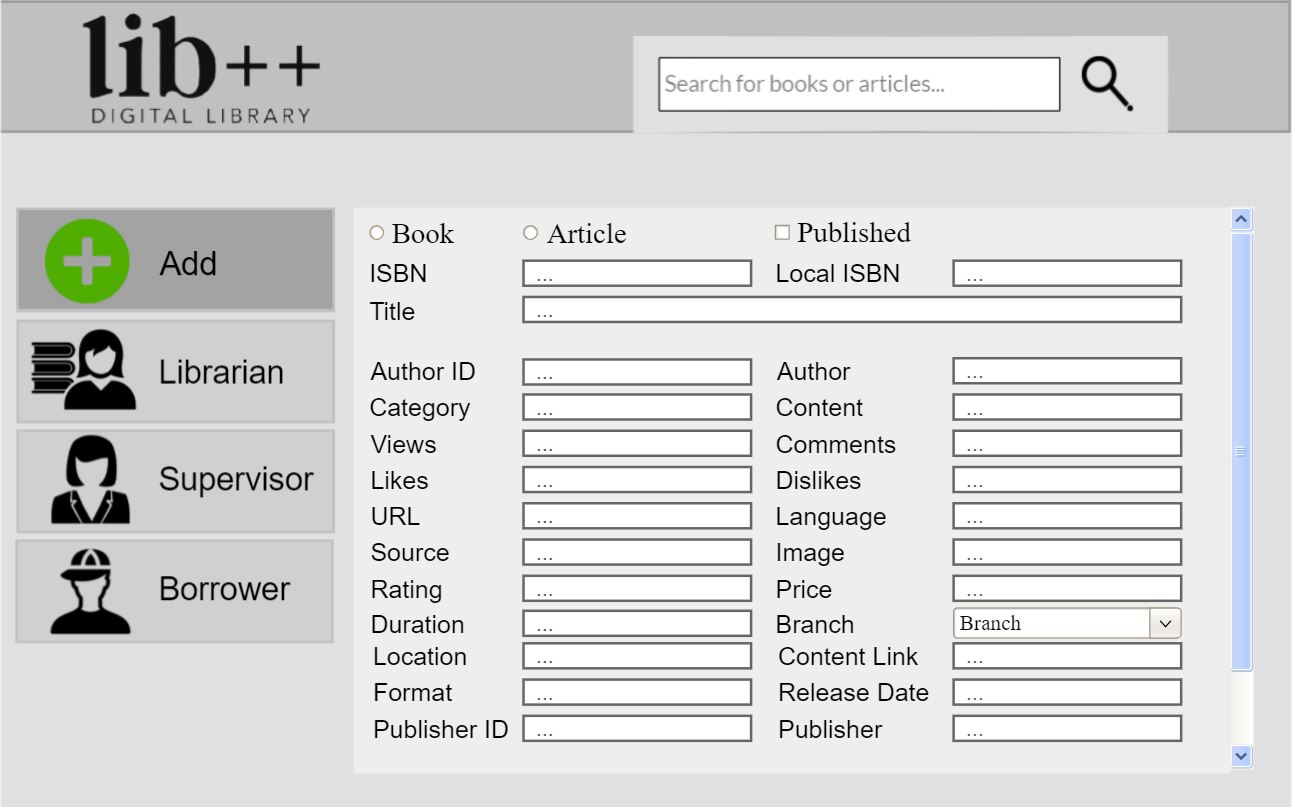 lib++
DIGITAL LIBRARY
Search for books or articles...
Add
Librarian
Supervisor
Borrower
Book Article Published
ISBN ... Local ISBN ...
Title ...
Author ID ... Author ...
Category ... Content ...
Views ... Comments ...
Likes ... Dislikes ...
URL ... Language ...
Source ... Image ...
Rating ... Price ...
Duration ... Branch Branch
Location ... Content Link ...
Format ... Release Date ...
Publisher ID ... Publisher ...